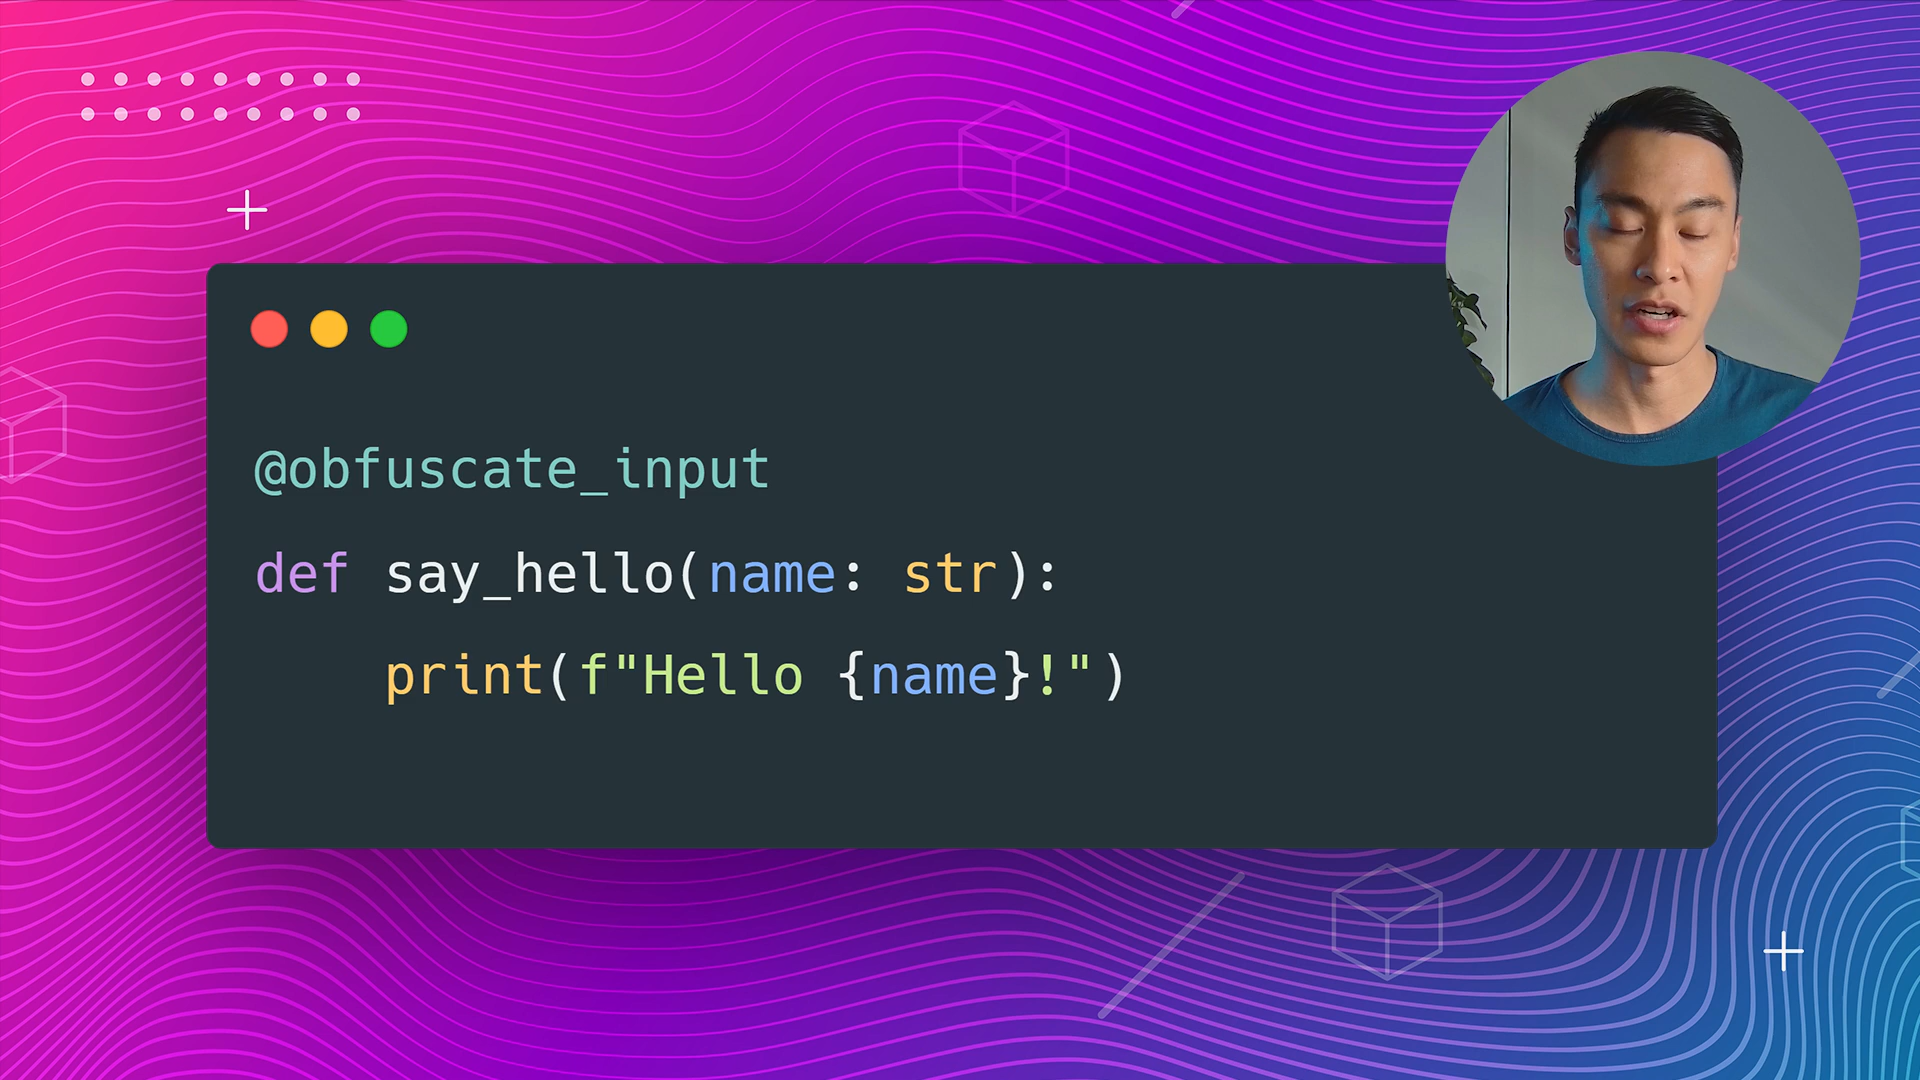 @obfuscate_input
def say_hello(name: str):
    print(f"Hello {name}!")